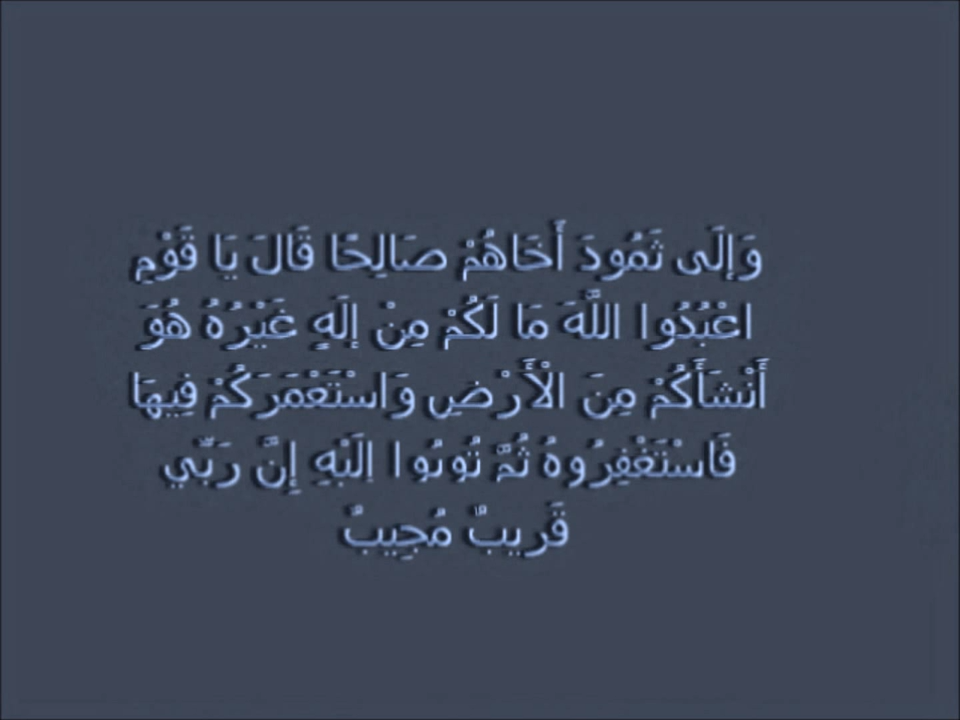 وَإِلَى ثَمُودَ أَخَاهُمْ صَالِحًا قَالَ يَا قَوْمِ
اعْبُدُوا اللَّهَ مَا لَكُمْ مِنْ إِلَهٍ غَيْرُهُ هُوَ
أَنْشَأَكُمْ مِنَ الْأَرْضِ وَاسْتَعْمَرَكُمْ فِيهَا
فَاسْتَغْفِرُوهُ ثُمَّ تُوبُوا إِلَيْهِ إِنَّ رَبِّي
قَرِيبٌ مُجِيبٌ